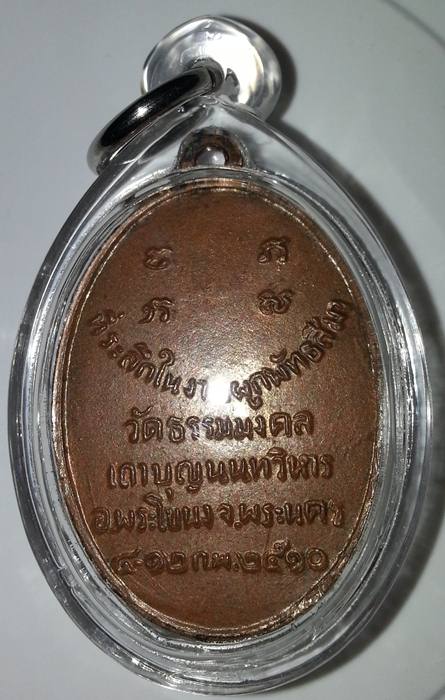 ที่ระลึกในงานผูกพัทธสีมา
วัดธรรมมงคล
เถาบุญนนทวิหาร
อ.พระโขนง จ.พระนคร
๔-๑๒ ก.พ. ๒๕๑๐